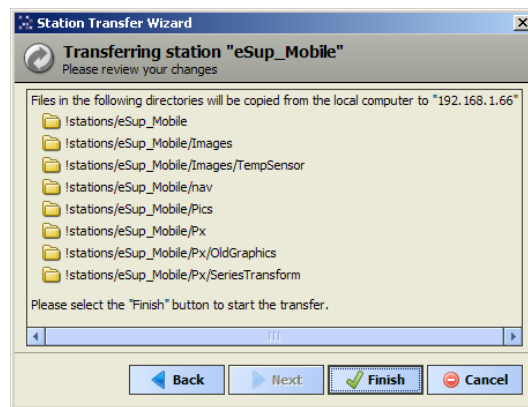 Station Transfer Wizard
Transferring station "eSup_Mobile"
Please review your changes
Files in the following directories will be copied from the local computer to "192.168.1.66"
!stations/eSup_Mobile
!stations/eSup_Mobile/Images
!stations/eSup_Mobile/Images/TempSensor
!stations/eSup_Mobile/nav
!stations/eSup_Mobile/Pics
!stations/eSup_Mobile/Px
!stations/eSup_Mobile/Px/OldGraphics
!stations/eSup_Mobile/Px/SeriesTransform
Please select the "Finish" button to start the transfer.
Back Next Finish Cancel